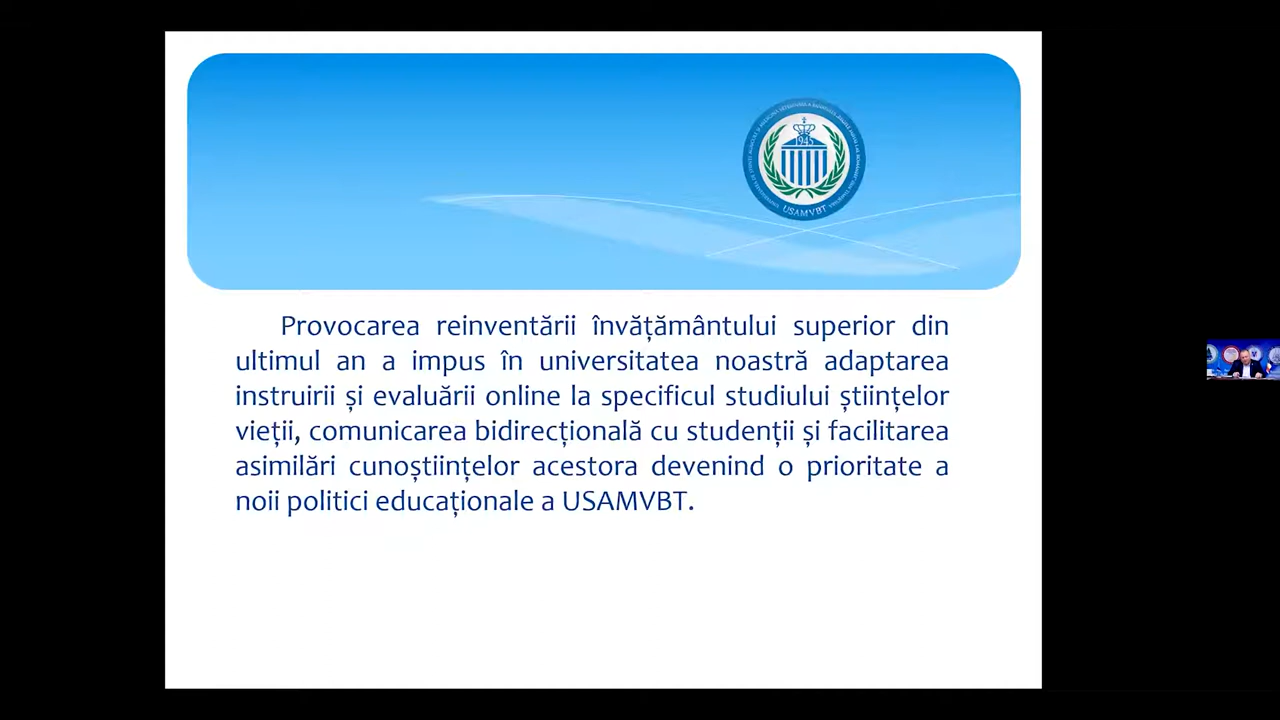 1945
USAMVBT
Provocarea reinventării învățământului superior din
ultimul an a impus în universitatea noastră adaptarea
instruirii și evaluării online la specificul studiului științelor
vieții, comunicarea bidirecțională cu studenții și facilitarea
asimilări cunoștiințelor acestora devenind o prioritate a
noii politici educaționale a USAMVBT.